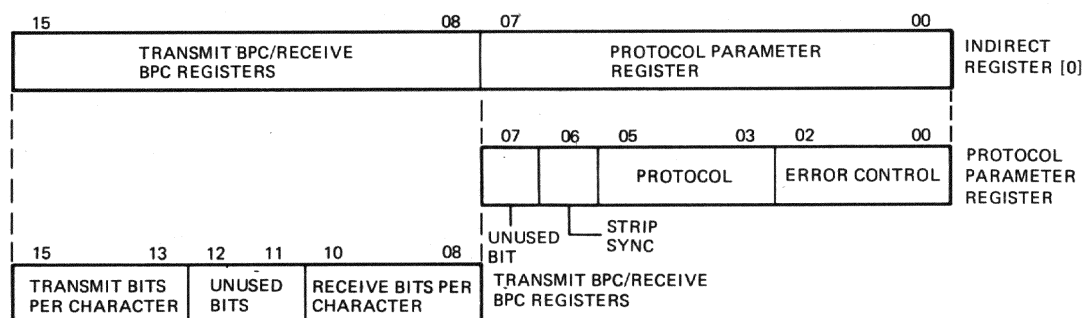 15 08 07 00
TRANSMIT BPC/RECEIVE
BPC REGISTERS
PROTOCOL PARAMETER
REGISTER
INDIRECT
REGISTER [0]
07 06 05 03 02 00
PROTOCOL
ERROR CONTROL
PROTOCOL
PARAMETER
REGISTER
UNUSED
BIT
STRIP
SYNC
15 13 12 11 10 08
TRANSMIT BITS
PER CHARACTER
UNUSED
BITS
RECEIVE BITS PER
CHARACTER
TRANSMIT BPC/RECEIVE
BPC REGISTERS